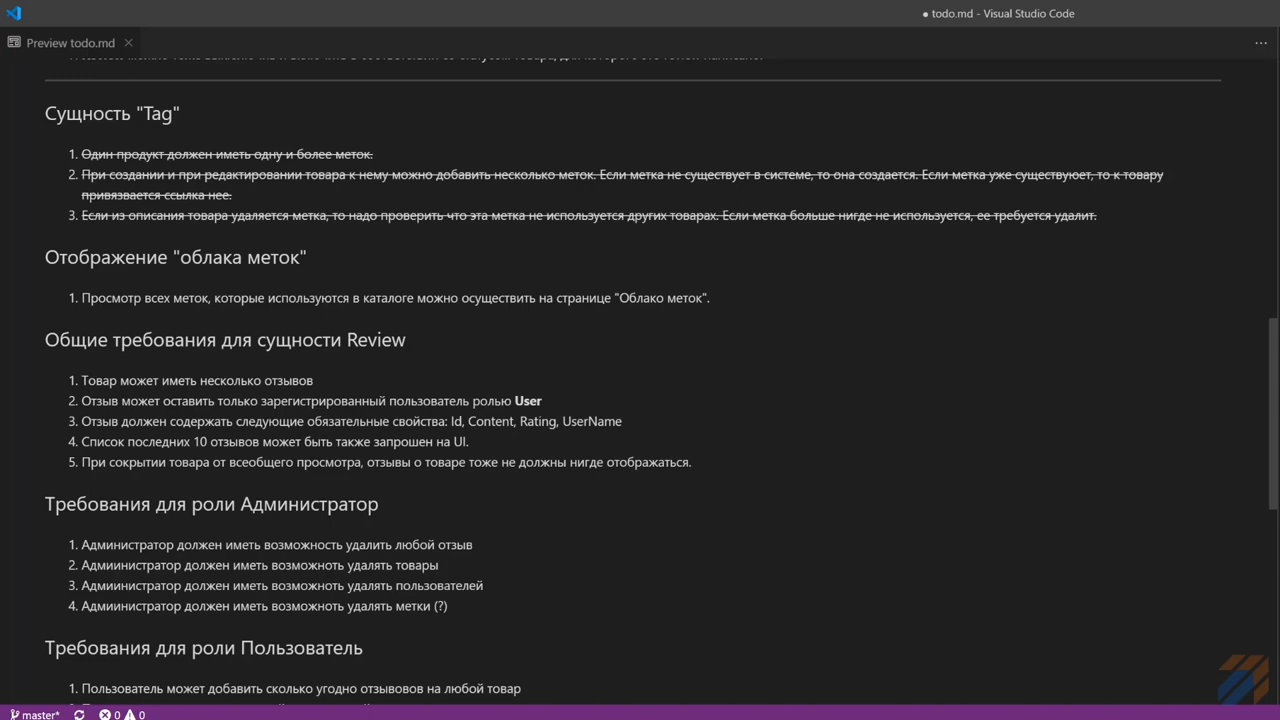 ● todo.md - Visual Studio Code
Preview todo.md
Сущность "Tag"
1. Один продукт должен иметь одну и более меток.
2. При создании и при редактировании товара к нему можно добавить несколько меток. Если метка не существует в системе, то она создается. Если метка уже существуюет, то к товару
привязвается ссылка нее.
3. Если из описания товара удаляется метка, то надо проверить что эта метка не используется других товарах. Если метка больше нигде не используется, ее требуется удалит.
Отображение "облака меток"
1. Просмотр всех меток, которые используются в каталоге можно осуществить на странице "Облако меток".
Общие требования для сущности Review
1. Товар может иметь несколько отзывов
2. Отзыв может оставить только зарегистрированный пользователь ролью User
3. Отзыв должен содержать следующие обязательные свойства: Id, Content, Rating, UserName
4. Список последних 10 отзывов может быть также запрошен на UI.
5. При сокрытии товара от всеобщего просмотра, отзывы о товаре тоже не должны нигде отображаться.
Требования для роли Администратор
1. Администратор должен иметь возможность удалить любой отзыв
2. Адмиинистратор должен иметь возможноть удалять товары
3. Адмиинистратор должен иметь возможноть удалять пользователей
4. Адмиинистратор должен иметь возможноть удалять метки (?)
Требования для роли Пользователь
1. Пользователь может добавить сколько угодно отзывовов на любой товар
master* 0 0